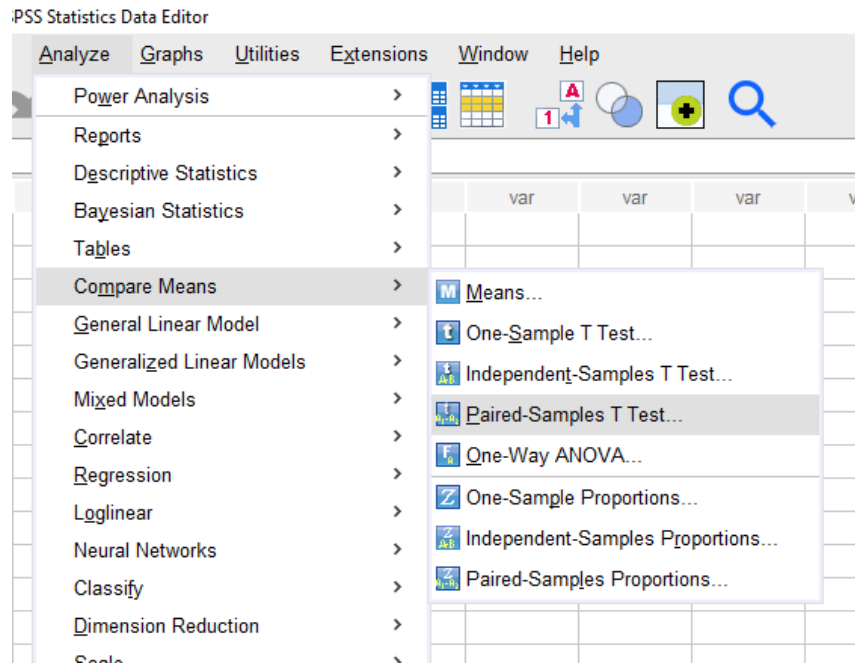 PSS Statistics Data Editor
Analyze Graphs Utilities Extensions Window Help
Power Analysis
Reports
Descriptive Statistics
var var var
Bayesian Statistics
Tables
Compare Means
Means...
General Linear Model
One-Sample T Test...
Generalized Linear Models
Independent-Samples T Test...
Mixed Models
Paired-Samples T Test...
Correlate
One-Way ANOVA...
Regression
One-Sample Proportions...
Loglinear
Independent-Samples Proportions...
Neural Networks
Classify
Paired-Samples Proportions...
Dimension Reduction
Scale